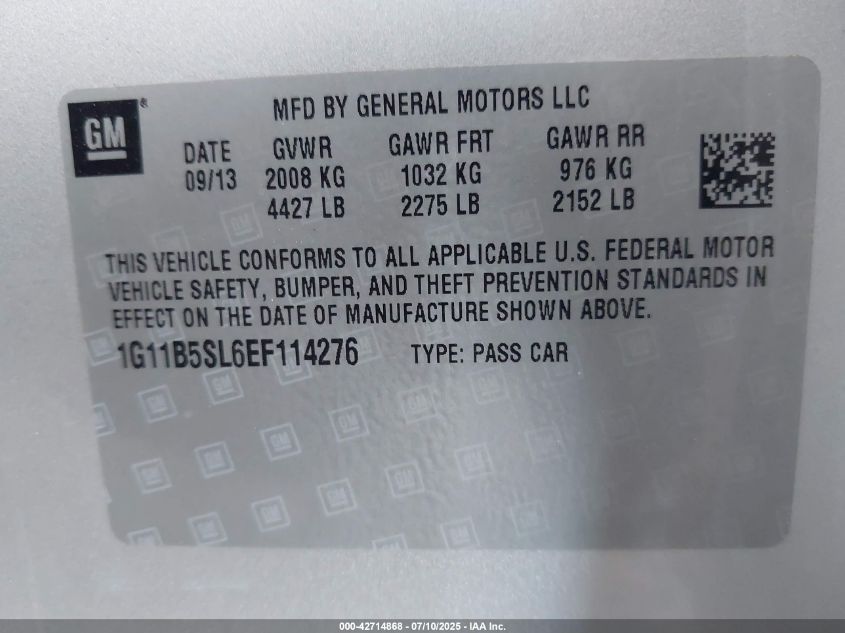 GM®
MFD BY GENERAL MOTORS LLC
DATE GVWR GAWR FRT GAWR RR
09/13 2008 KG 1032 KG 976 KG
4427 LB 2275 LB 2152 LB
THIS VEHICLE CONFORMS TO ALL APPLICABLE U.S. FEDERAL MOTOR
VEHICLE SAFETY, BUMPER, AND THEFT PREVENTION STANDARDS IN
EFFECT ON THE DATE OF MANUFACTURE SHOWN ABOVE.
1G11B5SL6EF114276 TYPE: PASS CAR
000-42714868 - 07/10/2025 - IAA Inc.